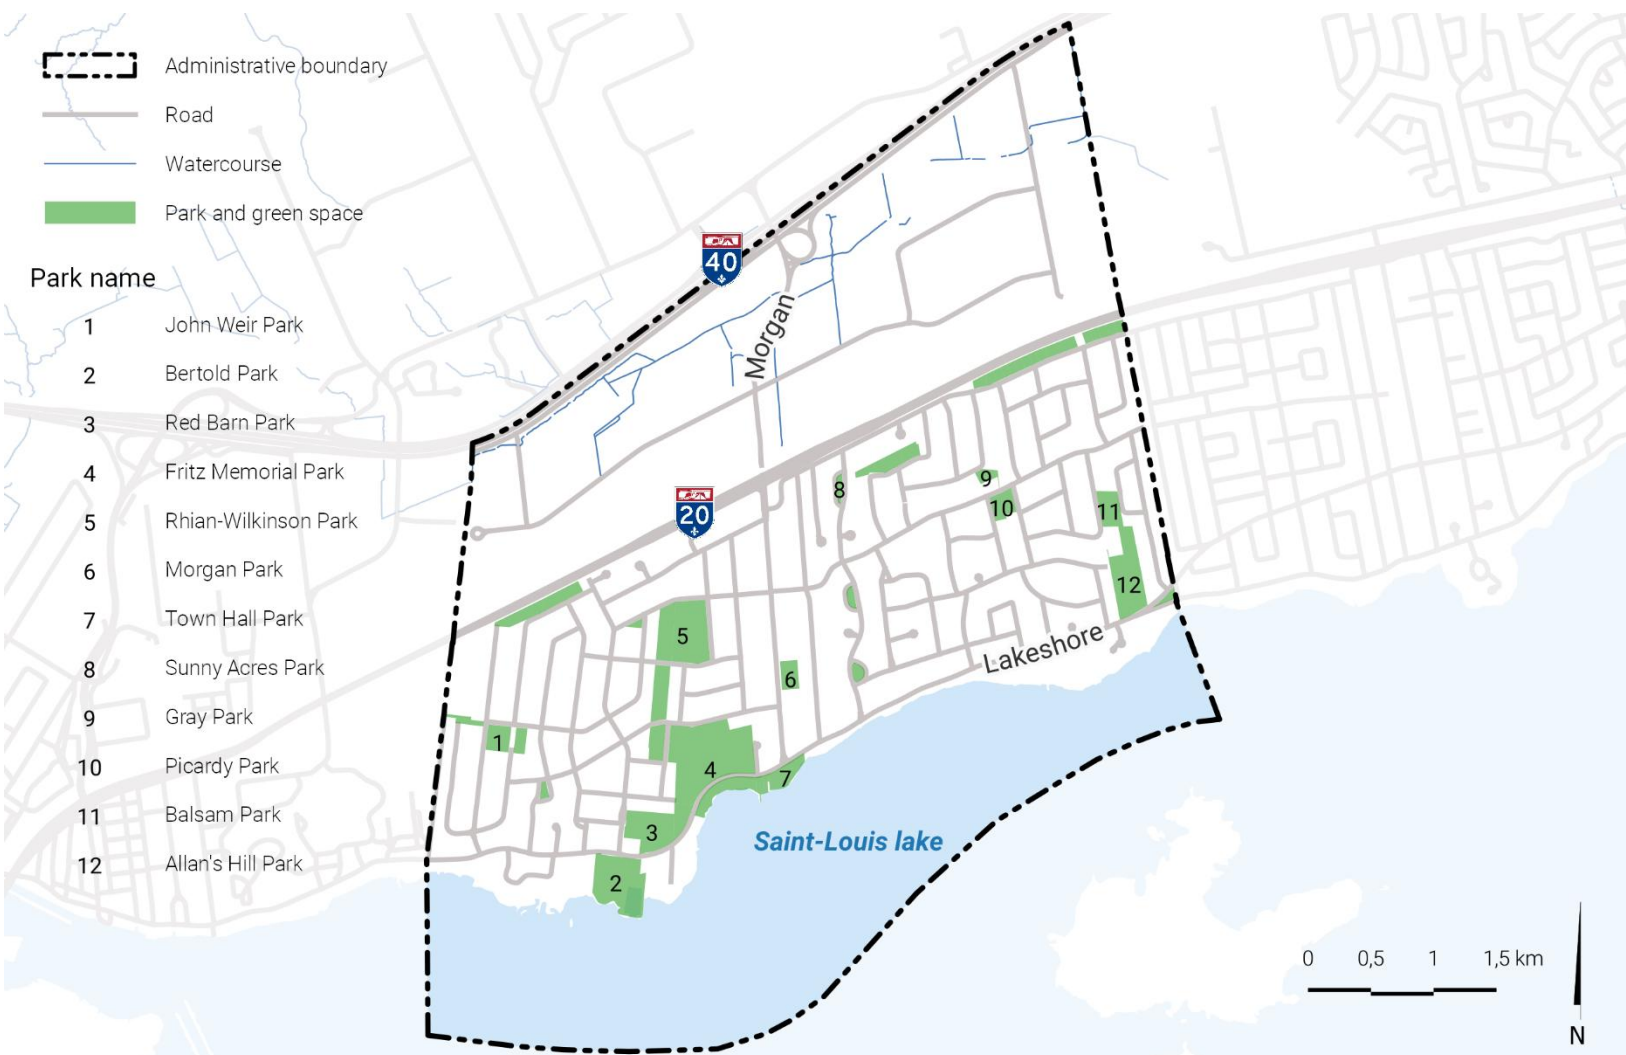 Administrative boundary
Road
Watercourse
Park and green space
Park name
1 John Weir Park
2 Bertold Park
3 Red Barn Park
4 Fritz Memorial Park
5 Rhian-Wilkinson Park
6 Morgan Park
7 Town Hall Park
8 Sunny Acres Park
9 Gray Park
10 Picardy Park
11 Balsam Park
12 Allan's Hill Park
40
Morgan
20
8
9
10
11
12
5
6
Lakeshore
1
4
7
3
2
Saint-Louis lake
0 0,5 1 1,5 km
N